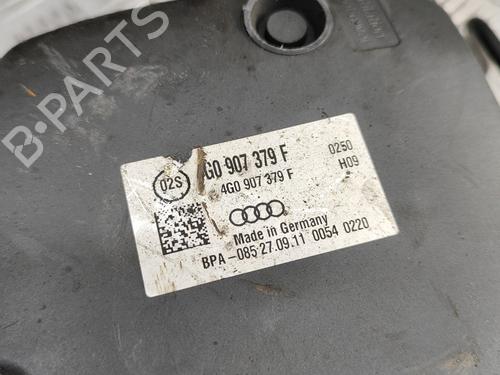 B-PARTS
02S
4G0 907 379 F 0250
4G0 907 379 F H09
Made in Germany
BPA -085 27.09.11 0054 0220